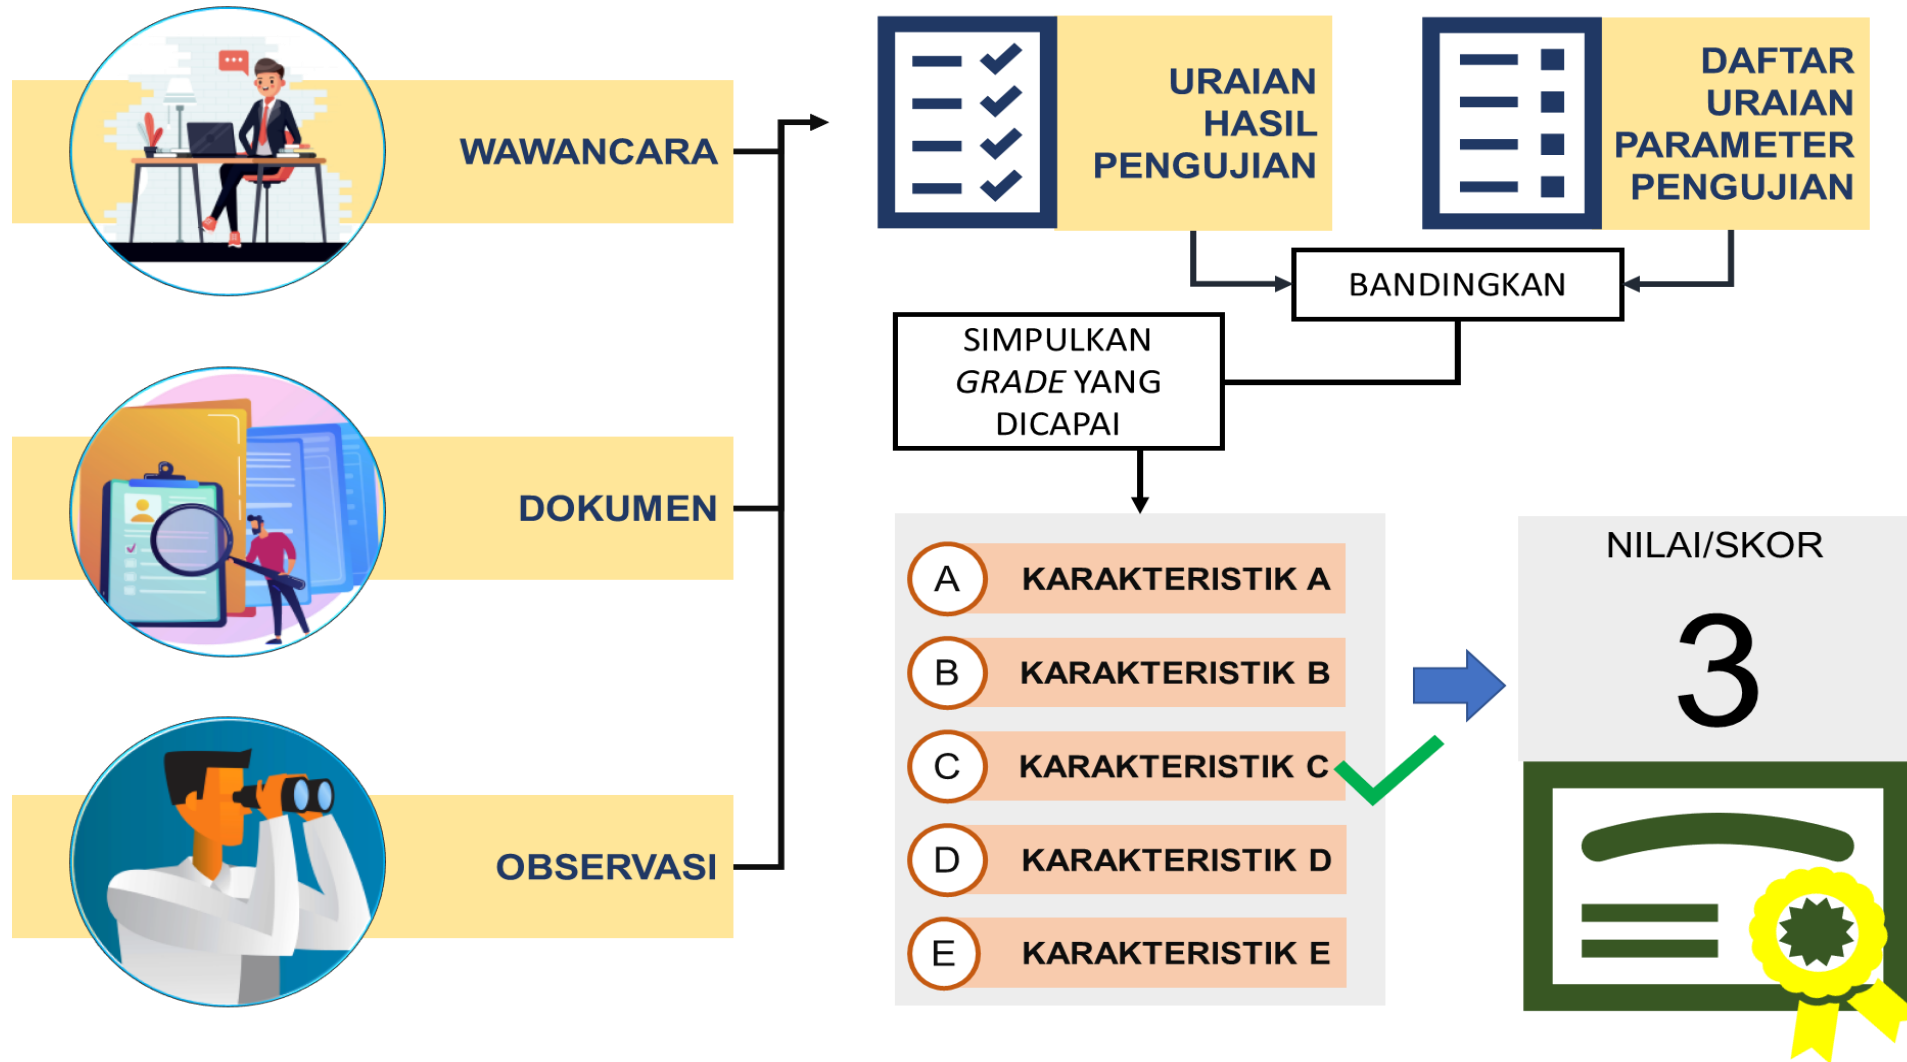 WAWANCARA
DOKUMEN
OBSERVASI
URAIAN
HASIL
PENGUJIAN
DAFTAR
URAIAN
PARAMETER
PENGUJIAN
BANDINGKAN
SIMPULKAN
GRADE YANG
DICAPAI
A KARAKTERISTIK A
B KARAKTERISTIK B
C KARAKTERISTIK C
D KARAKTERISTIK D
E KARAKTERISTIK E
NILAI/SKOR
3